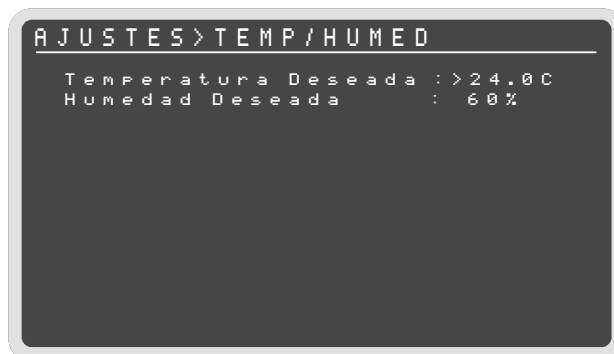 AJUSTES>TEMP/HUMED
Temperatura Deseada :>24.0C
Humedad Deseada : 60%